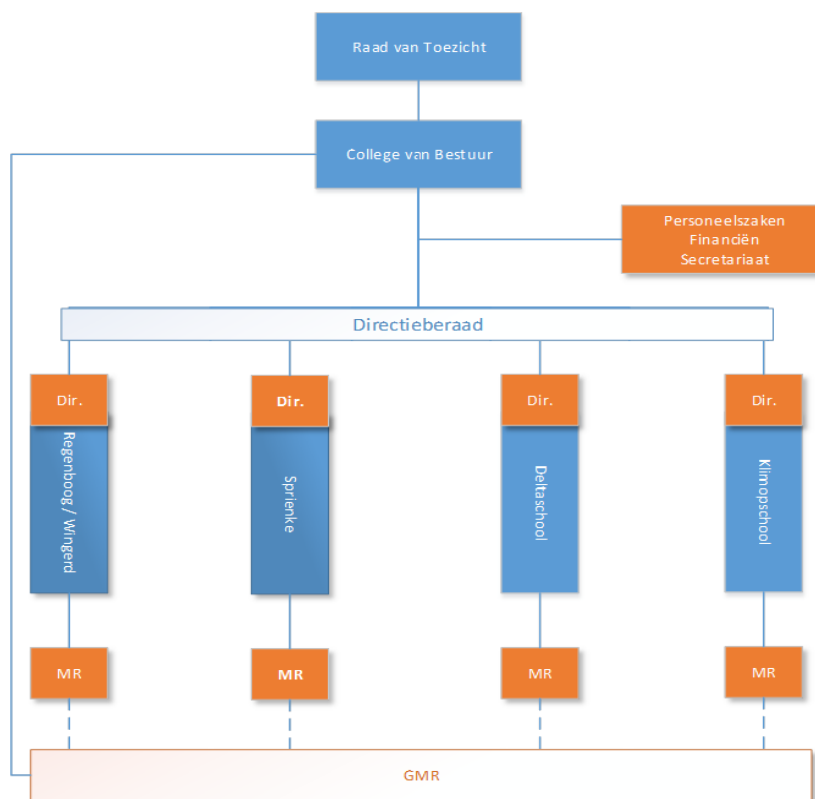 Raad van Toezicht
College van Bestuur
Personeelszaken
Financiën
Secretariaat
Directieberaad
Dir.
Dir.
Dir.
Dir.
Regenboog / Wingerd
Sprienke
Deltaschool
Klimopschool
MR
MR
MR
MR
GMR